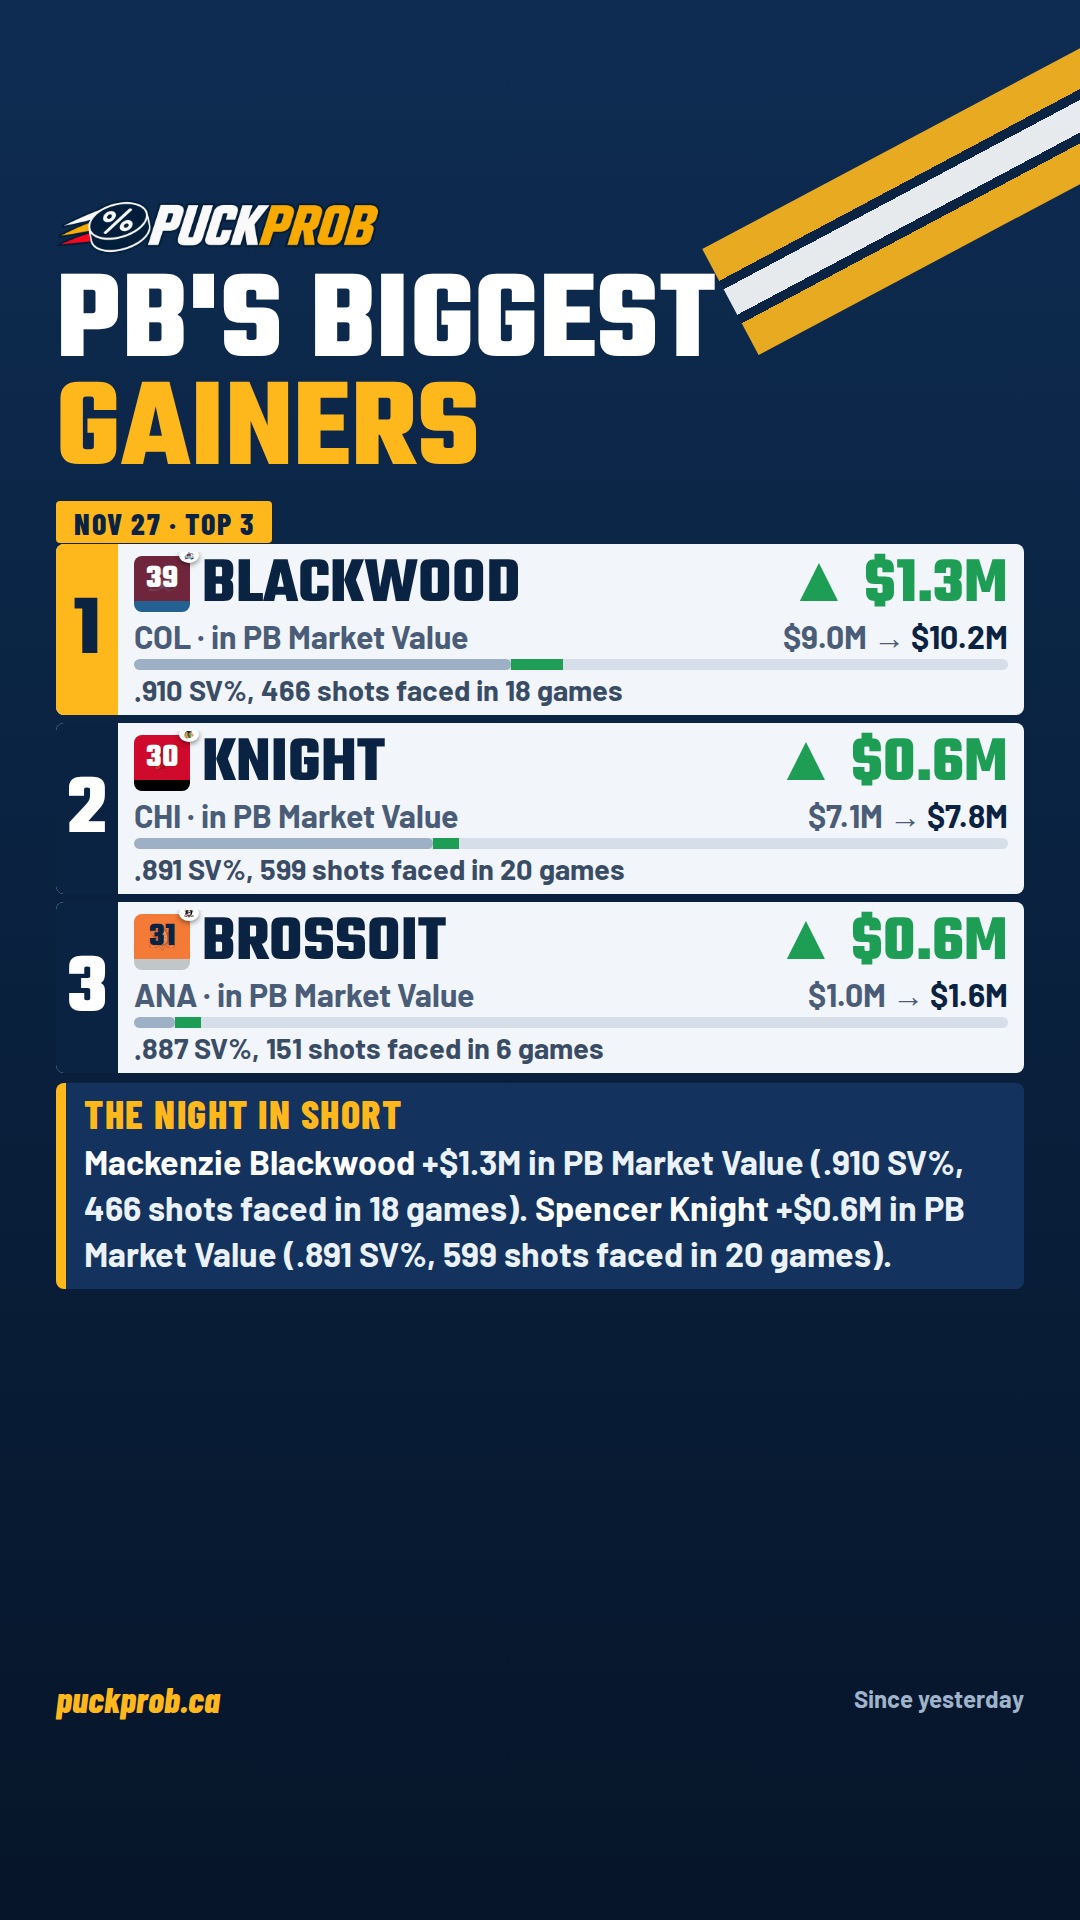 %
PUCKPROB
PB'S BIGGEST
GAINERS
NOV 27 · TOP 3
1
39
BLACKWOOD
▲ $1.3M
COL · in PB Market Value
$9.0M → $10.2M
.910 SV%, 466 shots faced in 18 games
2
30
KNIGHT
▲ $0.6M
CHI · in PB Market Value
$7.1M → $7.8M
.891 SV%, 599 shots faced in 20 games
3
31
BROSSOIT
▲ $0.6M
ANA · in PB Market Value
$1.0M → $1.6M
.887 SV%, 151 shots faced in 6 games
THE NIGHT IN SHORT
Mackenzie Blackwood +$1.3M in PB Market Value (.910 SV%,
466 shots faced in 18 games). Spencer Knight +$0.6M in PB
Market Value (.891 SV%, 599 shots faced in 20 games).
puckprob.ca
Since yesterday